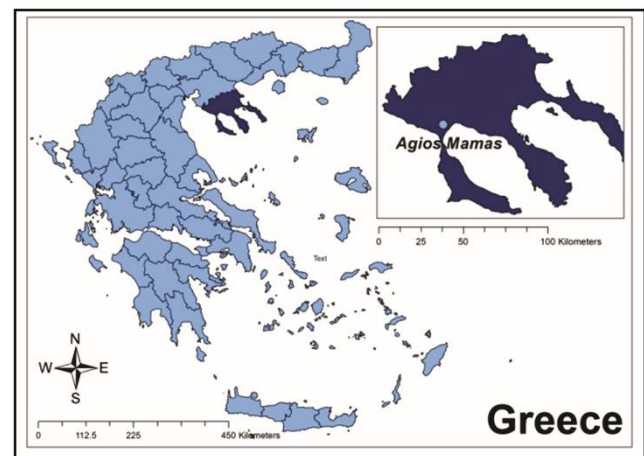 Agios Mamas
0 25 50 100 Kilometers
Text
N
W E
S
0 112.5 225 450 Kilometers
Greece